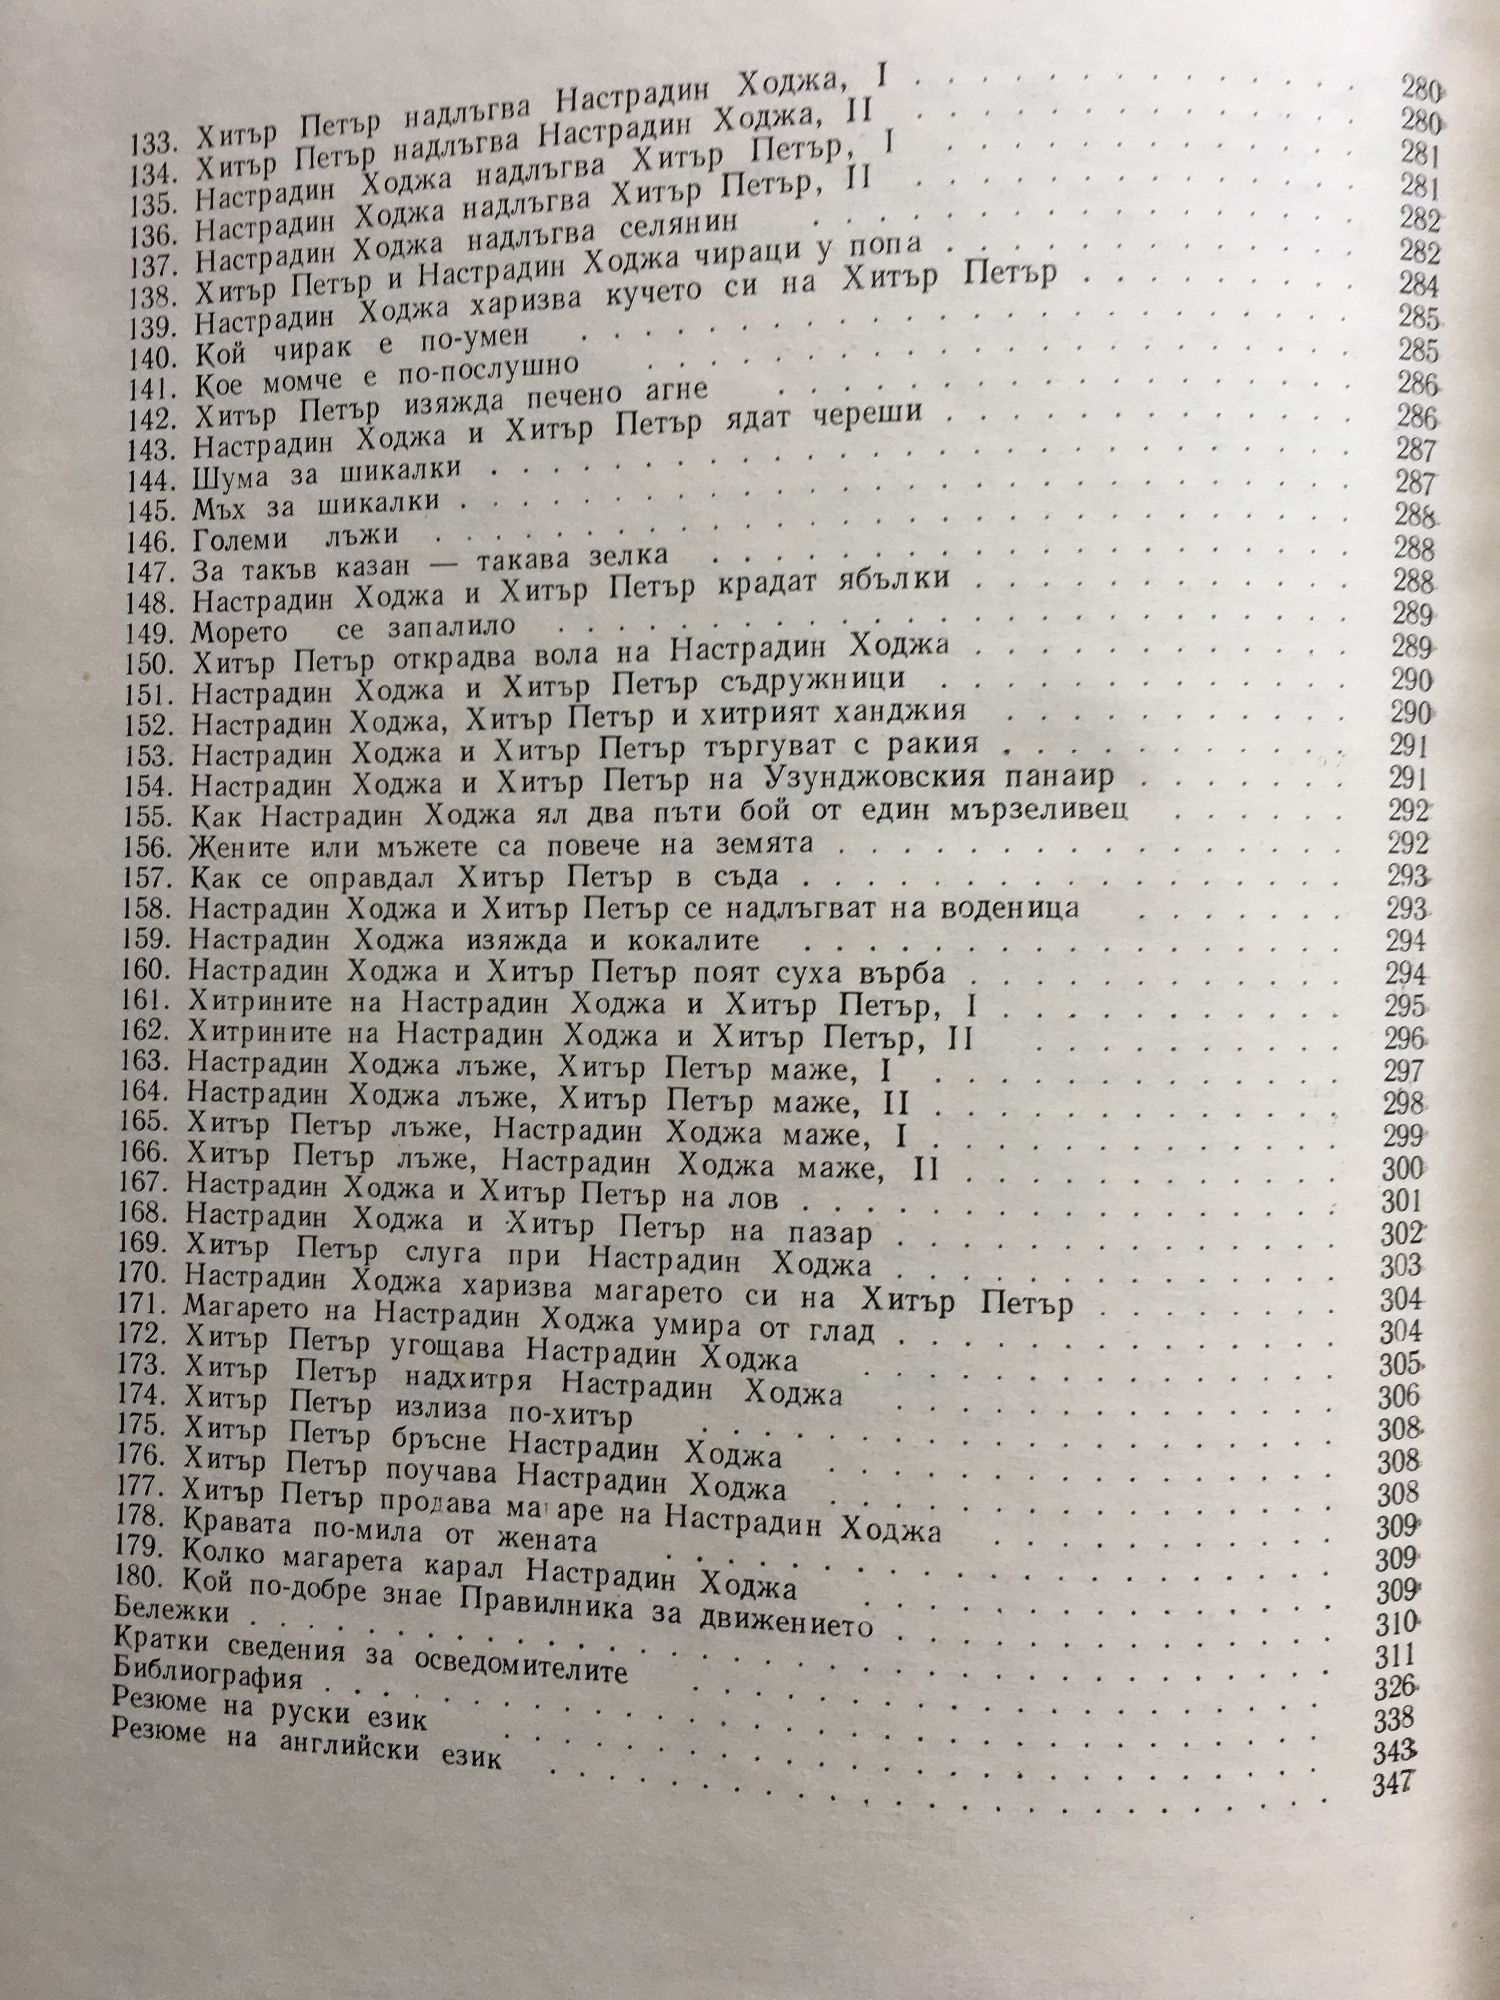 133. Хитър Петър надлъгва Настрадин Ходжа, I . . . . . 280
134. Хитър Петър надлъгва Настрадин Ходжа, II . . . . . 280
135. Настрадин Ходжа надлъгва Хитър Петър, I . . . . . 281
136. Настрадин Ходжа надлъгва Хитър Петър, II . . . . . 281
137. Настрадин Ходжа надлъгва селянин . . . . . 282
138. Хитър Петър и Настрадин Ходжа чираци у попа . . . . . 282
139. Настрадин Ходжа харизва кучето си на Хитър Петър . . . . . 284
140. Кой чирак е по-умен . . . . . 285
141. Кое момче е по-послушно . . . . . 285
142. Хитър Петър изяжда печено агне . . . . . 286
143. Настрадин Ходжа и Хитър Петър ядат череши . . . . . 286
144. Шума за шикалки . . . . . 287
145. Мъх за шикалки . . . . . 287
146. Големи лъжи . . . . . 288
147. За такъв казан — такава зелка . . . . . 288
148. Настрадин Ходжа и Хитър Петър крадат ябълки . . . . . 288
149. Морето се запалило . . . . . 289
150. Хитър Петър открадва вола на Настрадин Ходжа . . . . . 289
151. Настрадин Ходжа и Хитър Петър съдружници . . . . . 290
152. Настрадин Ходжа, Хитър Петър и хитрият ханджия . . . . . 290
153. Настрадин Ходжа и Хитър Петър търгуват с ракия . . . . . 291
154. Настрадин Ходжа и Хитър Петър на Узунджовския панаир . . . . . 291
155. Как Настрадин Ходжа ял два пъти бой от един мързеливец . . . . . 292
156. Жените или мъжете са повече на земята . . . . . 292
157. Как се оправдал Хитър Петър в съда . . . . . 293
158. Настрадин Ходжа и Хитър Петър се надлъгват на воденица . . . . . 293
159. Настрадин Ходжа изяжда и кокалите . . . . . 294
160. Настрадин Ходжа и Хитър Петър поят суха върба . . . . . 294
161. Хитрините на Настрадин Ходжа и Хитър Петър, I . . . . . 295
162. Хитрините на Настрадин Ходжа и Хитър Петър, II . . . . . 296
163. Настрадин Ходжа лъже, Хитър Петър маже, I . . . . . 297
164. Настрадин Ходжа лъже, Хитър Петър маже, II . . . . . 298
165. Хитър Петър лъже, Настрадин Ходжа маже, I . . . . . 299
166. Хитър Петър лъже, Настрадин Ходжа маже, II . . . . . 300
167. Настрадин Ходжа и Хитър Петър на лов . . . . . 301
168. Настрадин Ходжа и Хитър Петър на пазар . . . . . 302
169. Хитър Петър слуга при Настрадин Ходжа . . . . . 303
170. Настрадин Ходжа харизва магарето си на Хитър Петър . . . . . 304
171. Магарето на Настрадин Ходжа умира от глад . . . . . 304
172. Хитър Петър угощава Настрадин Ходжа . . . . . 305
173. Хитър Петър надхитря Настрадин Ходжа . . . . . 306
174. Хитър Петър излиза по-хитър . . . . . 308
175. Хитър Петър бръсне Настрадин Ходжа . . . . . 308
176. Хитър Петър поучава Настрадин Ходжа . . . . . 308
177. Хитър Петър продава магаре на Настрадин Ходжа . . . . . 309
178. Кравата по-мила от жената . . . . . 309
179. Колко магарета карал Настрадин Ходжа . . . . . 309
180. Кой по-добре знае Правилника за движението . . . . . 310
Бележки . . . . . 311
Кратки сведения за осведомителите . . . . . 326
Библиография . . . . . 338
Резюме на руски език . . . . . 343
Резюме на английски език . . . . . 347